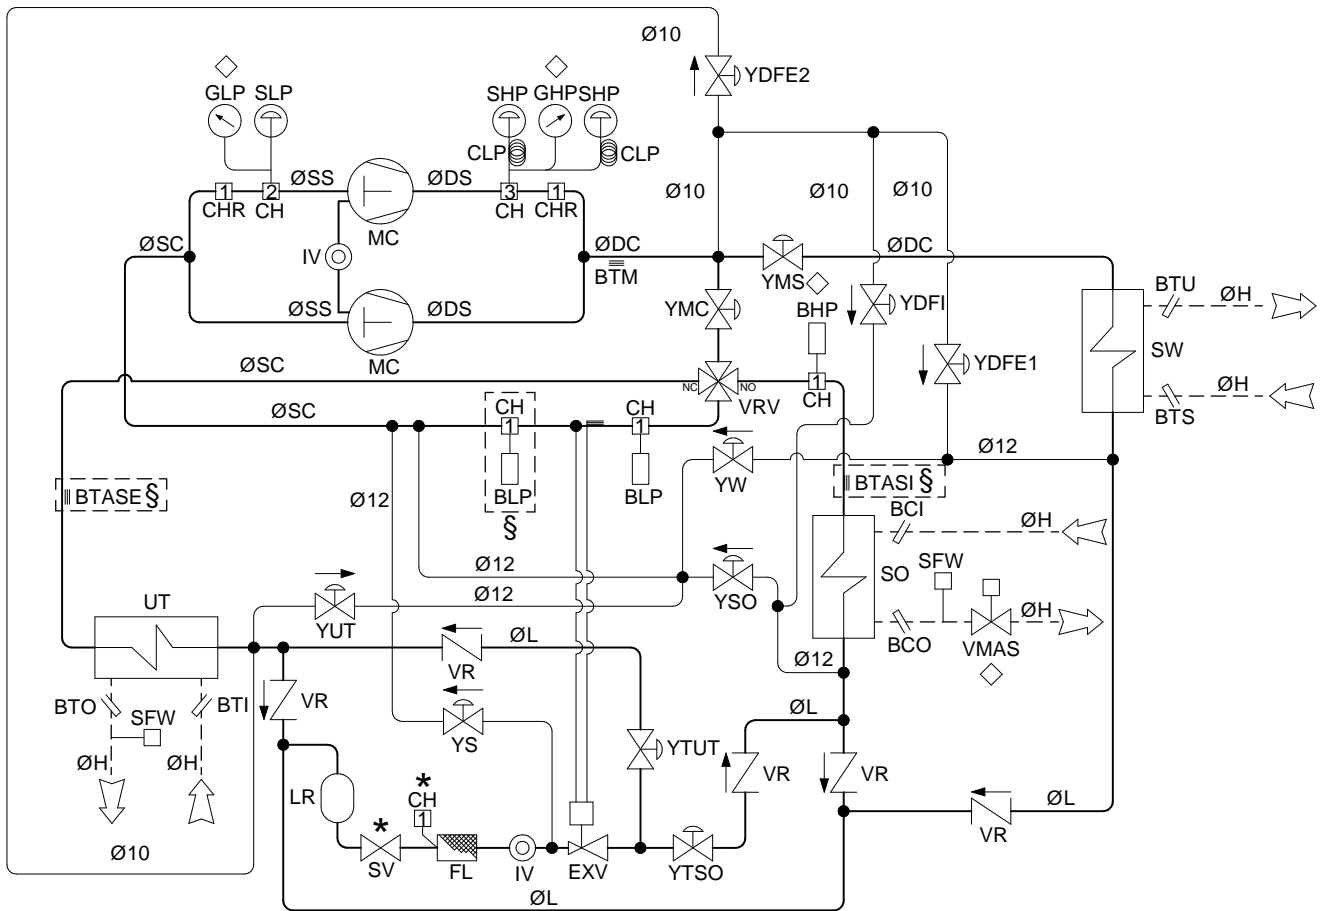 Ø10
YDFE2
GLP
SLP
SHP
GHP
SHP
CLP
CLP
ØSS
ØDS
1
2
3
1
CHR
CH
CH
CHR
MC
Ø10
Ø10
Ø10
ØSC
IV
ØDC
BTM
ØDC
YMS
ØSS
ØDS
MC
YMC
BHP
YDFI
BTU
ØH
SW
YDFE1
ØSC
NC
NO
VRV
1
CH
ØH
BTS
ØSC
CH
1
CH
1
BLP
§
BLP
YW
Ø12
BTASE §
Ø12
BTASI §
BCI
ØH
Ø12
YSO
SO
SFW
UT
Ø12
YUT
ØH
BCO
VMAS
ØL
VR
Ø12
BTO
BTI
SFW
VR
YS
ØL
YTUT
ØH
ØH
VR
VR
LR
*
CH
1
*
ØL
VR
Ø10
SV
FL
IV
EXV
YTSO
ØL